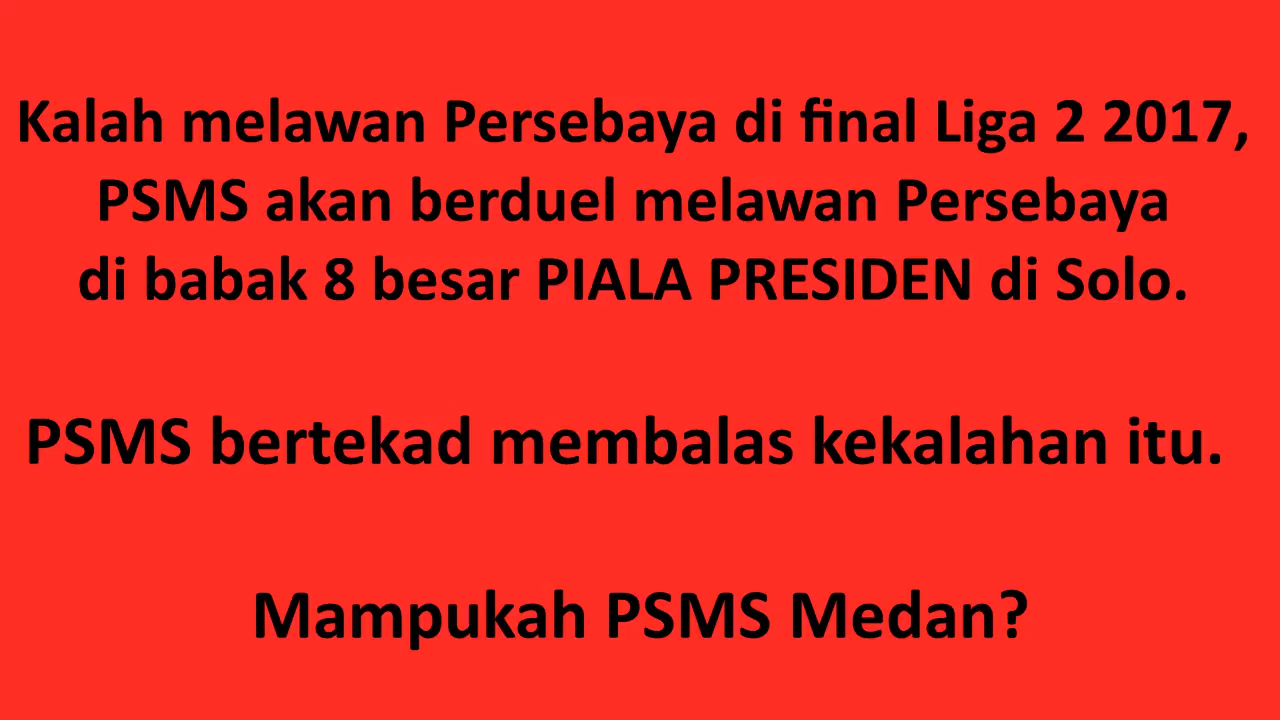 Kalah melawan Persebaya di final Liga 2 2017,
PSMS akan berduel melawan Persebaya
di babak 8 besar PIALA PRESIDEN di Solo.
PSMS bertekad membalas kekalahan itu.
Mampukah PSMS Medan?